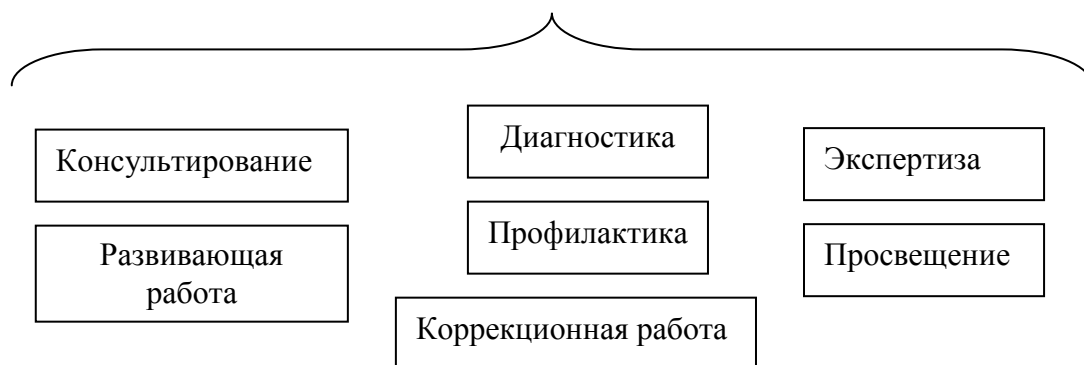 Консультирование
Развивающая
работа
Диагностика
Профилактика
Коррекционная работа
Экспертиза
Просвещение